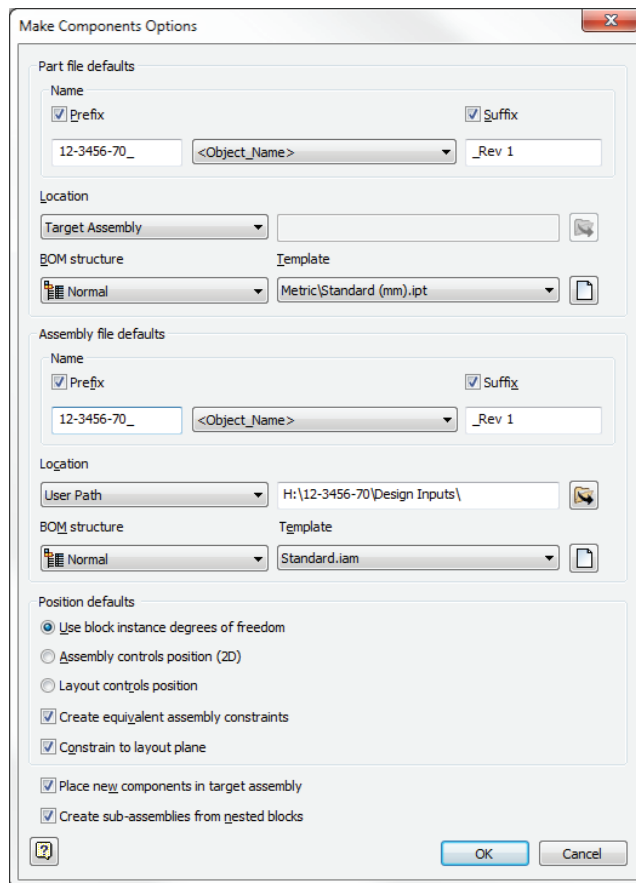 Make Components Options
Part file defaults
Name
Prefix Suffix
12-3456-70_ <Object_Name> _Rev 1
Location
Target Assembly
BOM structure Template
Normal Metric\Standard (mm).ipt
Assembly file defaults
Name
Prefix Suffix
12-3456-70_ <Object_Name> _Rev 1
Location
User Path H:\12-3456-70\Design Inputs\
BOM structure Template
Normal Standard.iam
Position defaults
Use block instance degrees of freedom
Assembly controls position (2D)
Layout controls position
Create equivalent assembly constraints
Constrain to layout plane
Place new components in target assembly
Create sub-assemblies from nested blocks
? OK Cancel